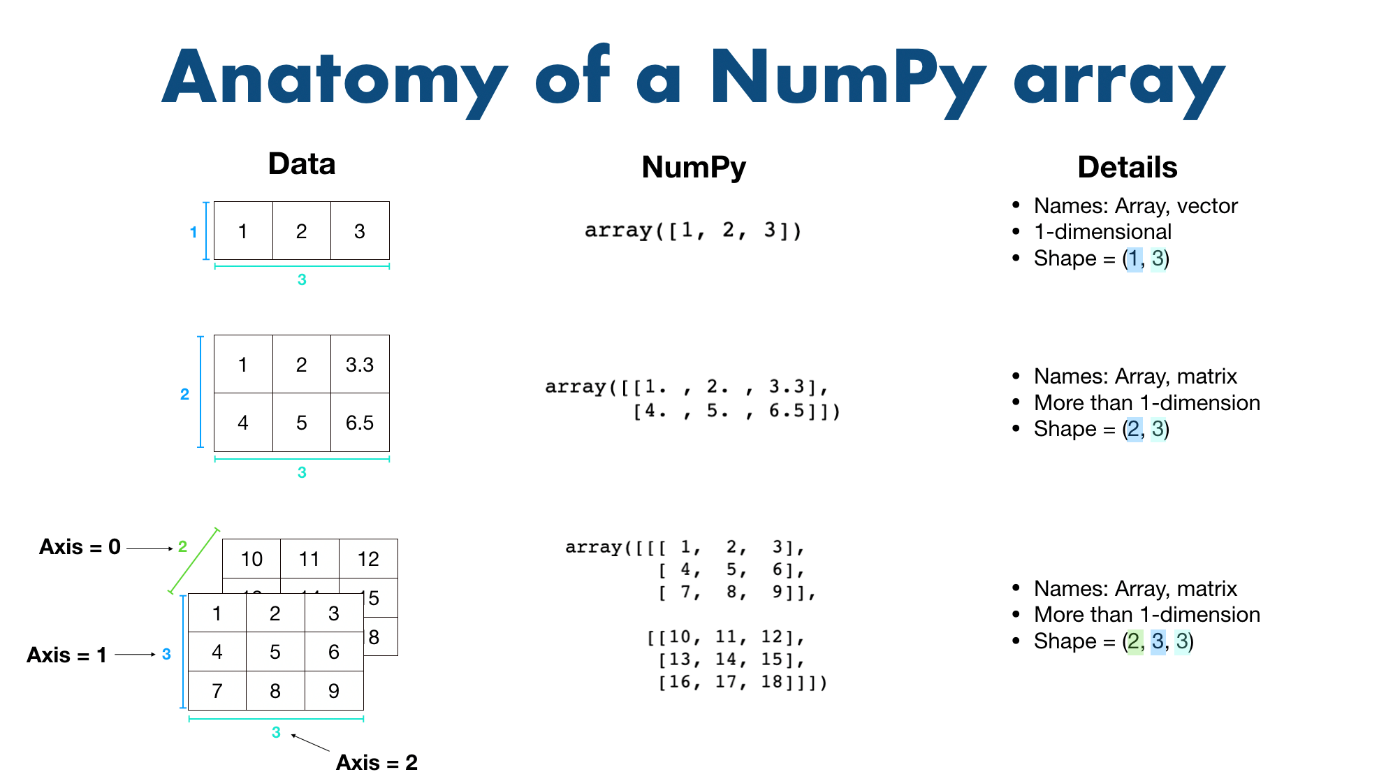 Anatomy of a NumPy array
Data
NumPy
Details
1
1 2 3
3
array([1, 2, 3])
• Names: Array, vector
• 1-dimensional
• Shape = (1, 3)
2
1 2 3.3
4 5 6.5
3
array([[1. , 2. , 3.3],
[4. , 5. , 6.5]])
• Names: Array, matrix
• More than 1-dimension
• Shape = (2, 3)
Axis = 0
2
10 11 12
15
8
Axis = 1
3
1 2 3
4 5 6
7 8 9
3
Axis = 2
array([[[ 1, 2, 3],
[ 4, 5, 6],
[ 7, 8, 9]],
[[10, 11, 12],
[13, 14, 15],
[16, 17, 18]]])
• Names: Array, matrix
• More than 1-dimension
• Shape = (2, 3, 3)